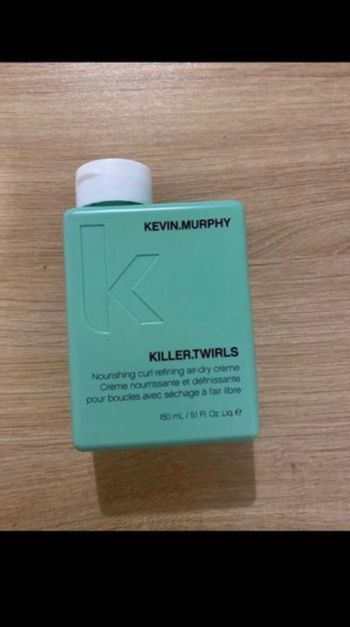 KEVIN.MURPHY
KILLER.TWIRLS
Nourishing curl refining air-dry crème
Crème nourrissante et définissante
pour boucles avec séchage à l'air libre
150 mL / 5.1 Fl. Oz. Liq. e